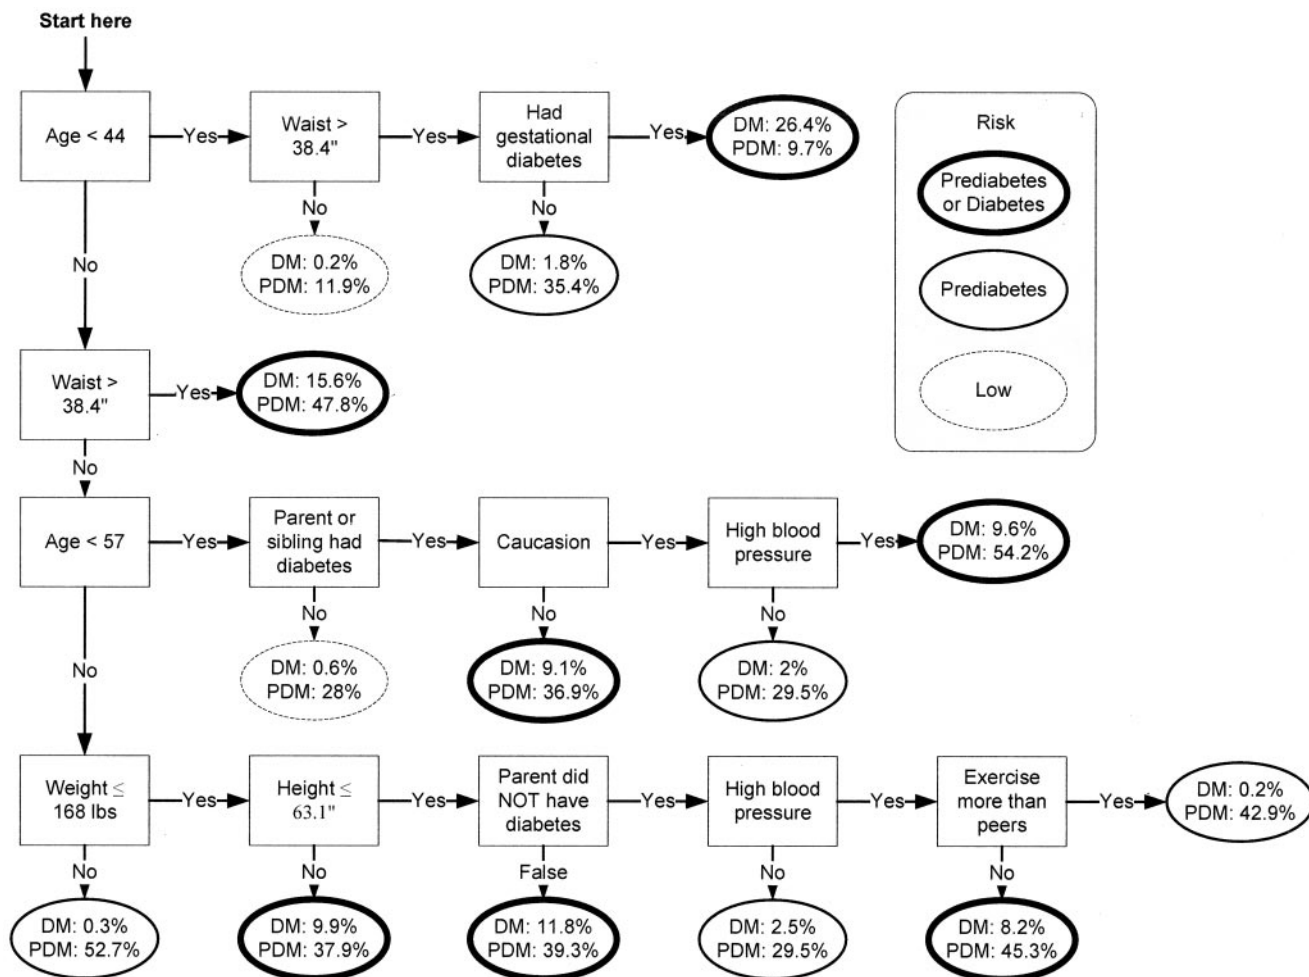 Start here
Age < 44
Yes
Waist >
38.4"
Yes
Had
gestational
diabetes
Yes
DM: 26.4%
PDM: 9.7%
No
No
No
DM: 0.2%
PDM: 11.9%
DM: 1.8%
PDM: 35.4%
Risk
Prediabetes
or Diabetes
Prediabetes
Low
Waist >
38.4"
Yes
DM: 15.6%
PDM: 47.8%
No
Age < 57
Yes
Parent or
sibling had
diabetes
Yes
Caucasion
Yes
High blood
pressure
Yes
DM: 9.6%
PDM: 54.2%
No
No
No
No
DM: 0.6%
PDM: 28%
DM: 9.1%
PDM: 36.9%
DM: 2%
PDM: 29.5%
Weight ≤
168 lbs
Yes
Height ≤
63.1"
Yes
Parent did
NOT have
diabetes
Yes
High blood
pressure
Yes
Exercise
more than
peers
Yes
DM: 0.2%
PDM: 42.9%
No
No
False
No
No
DM: 0.3%
PDM: 52.7%
DM: 9.9%
PDM: 37.9%
DM: 11.8%
PDM: 39.3%
DM: 2.5%
PDM: 29.5%
DM: 8.2%
PDM: 45.3%